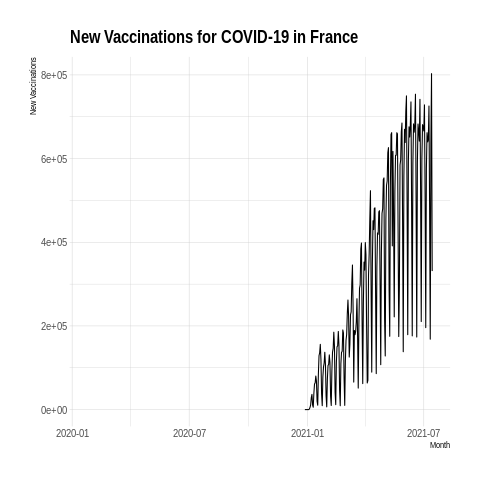 New Vaccinations for COVID-19 in France
New Vaccinations
8e+05
6e+05
4e+05
2e+05
0e+00
2020-01 2020-07 2021-01 2021-07
Month